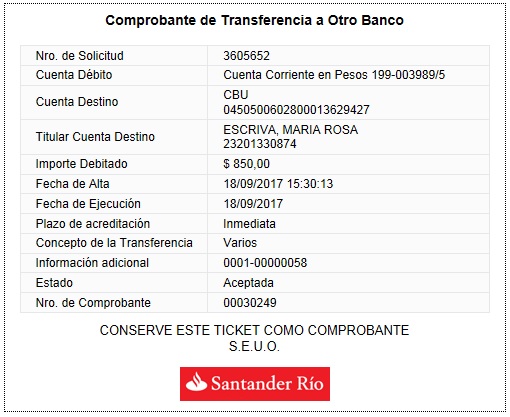 Comprobante de Transferencia a Otro Banco
Nro. de Solicitud 3605652
Cuenta Débito Cuenta Corriente en Pesos 199-003989/5
Cuenta Destino CBU
0450500602800013629427
Titular Cuenta Destino ESCRIVA, MARIA ROSA
23201330874
Importe Debitado $ 850,00
Fecha de Alta 18/09/2017 15:30:13
Fecha de Ejecución 18/09/2017
Plazo de acreditación Inmediata
Concepto de la Transferencia Varios
Información adicional 0001-00000058
Estado Aceptada
Nro. de Comprobante 00030249
CONSERVE ESTE TICKET COMO COMPROBANTE
S.E.U.O.
Santander Río